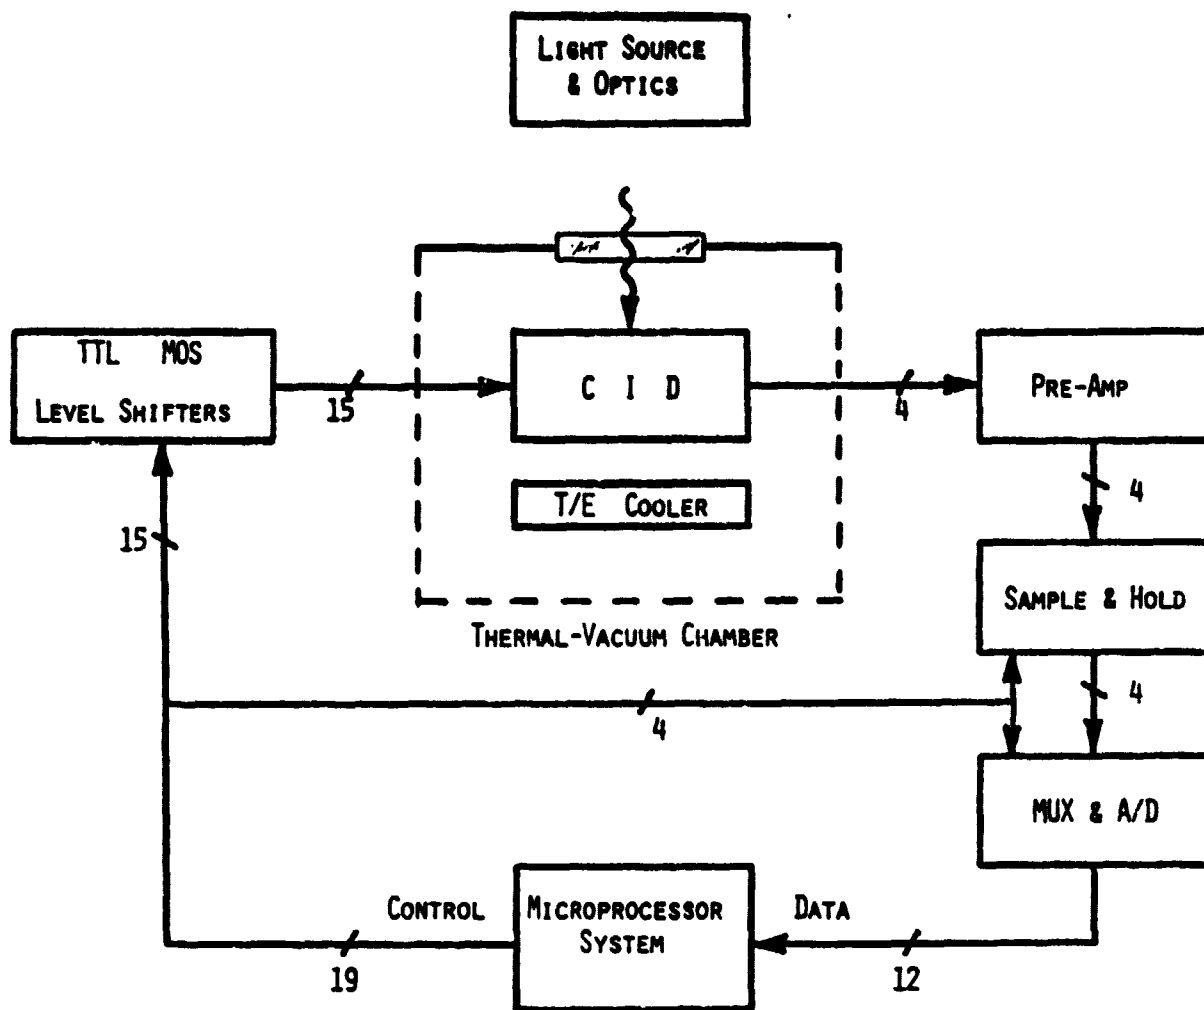 LIGHT SOURCE
& OPTICS
TTL MOS
LEVEL SHIFTERS
15
C I D
4
PRE-AMP
T/E COOLER
4
15
SAMPLE & HOLD
THERMAL-VACUUM CHAMBER
4
4
MUX & A/D
CONTROL
MICROPROCESSOR
SYSTEM
DATA
19
12